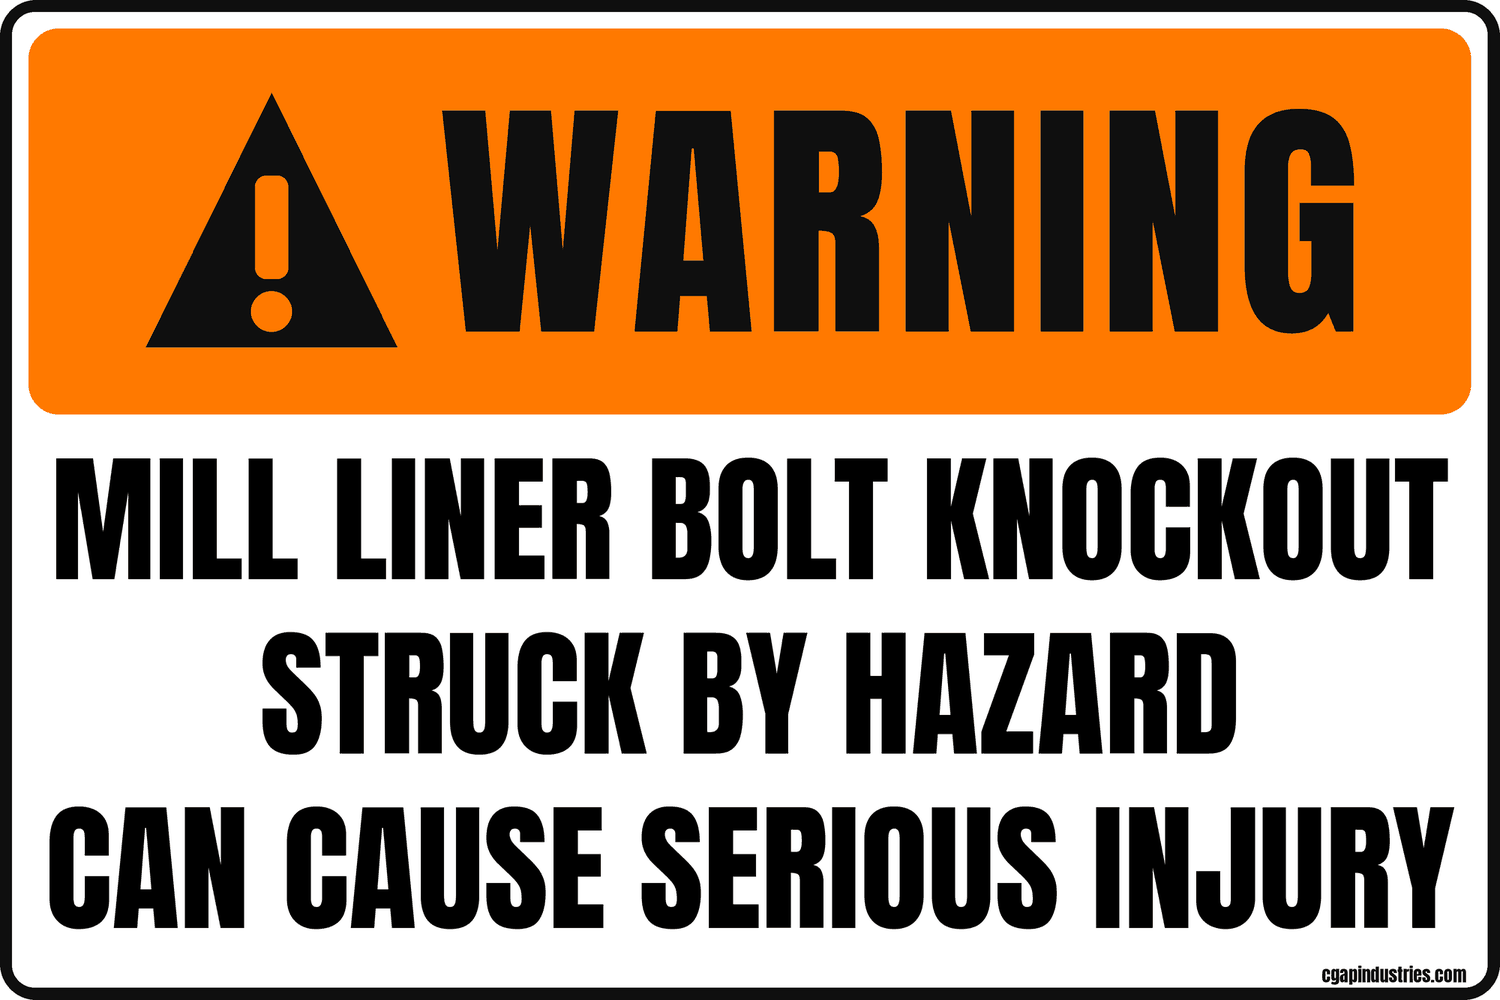 WARNING
MILL LINER BOLT KNOCKOUT
STRUCK BY HAZARD
CAN CAUSE SERIOUS INJURY
cgapindustries.com